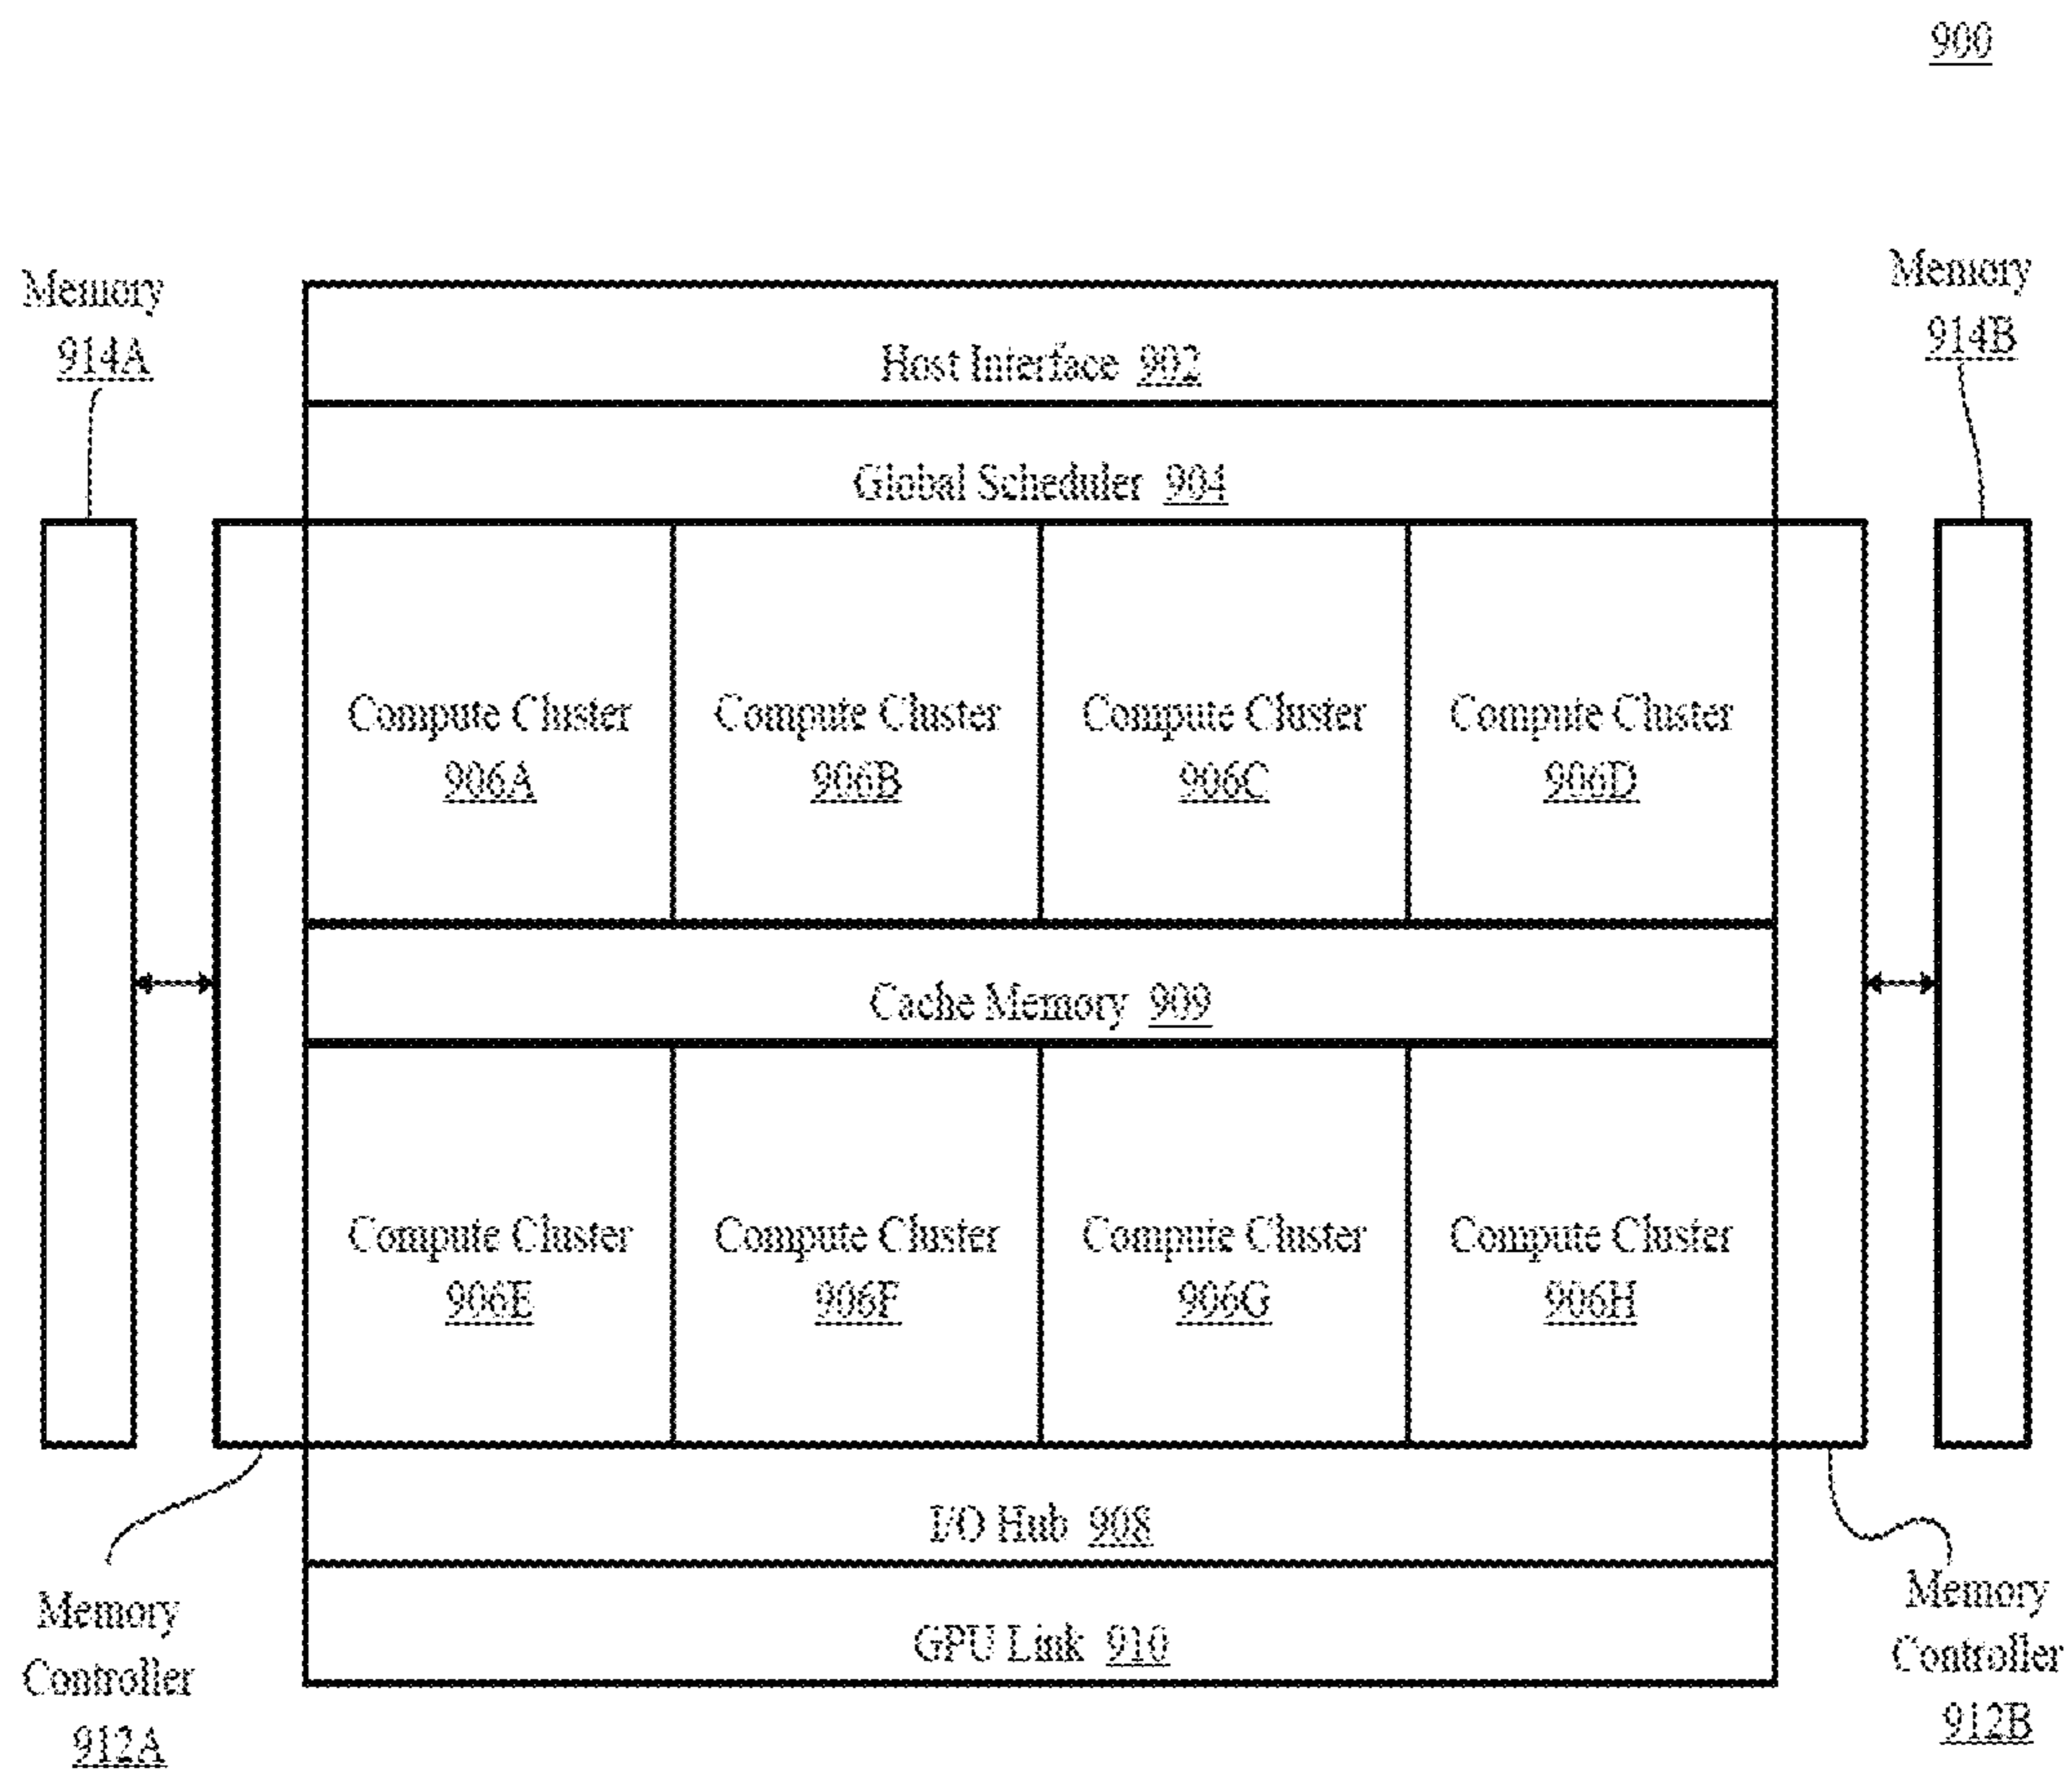 900
Memory
914A
Memory
914B
Host Interface 902
Global Scheduler 904
Compute Cluster
906A
Compute Cluster
906B
Compute Cluster
906C
Compute Cluster
906D
Cache Memory 909
Compute Cluster
906E
Compute Cluster
906F
Compute Cluster
906G
Compute Cluster
906H
I/O Hub 908
GPU Link 910
Memory
Controller
912A
Memory
Controller
912B